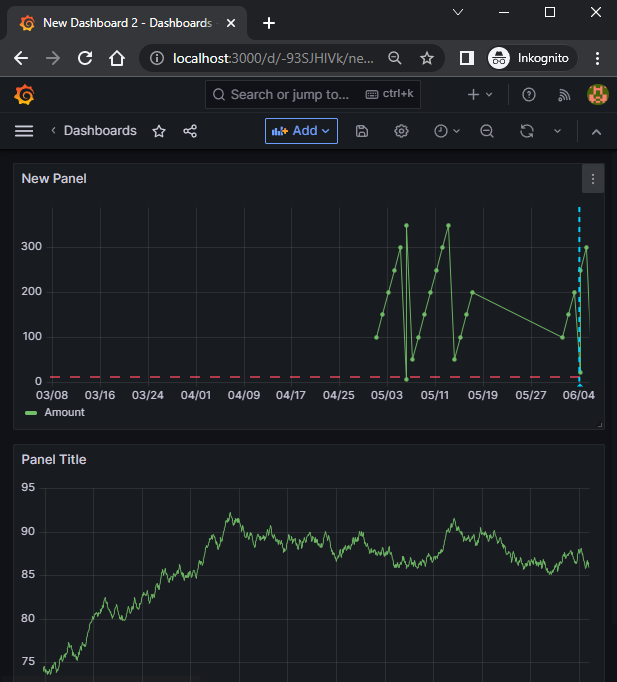 New Dashboard 2 - Dashboards
localhost:3000/d/-93SJHIVk/ne...
Inkognito
Search or jump to...
ctrl+k
Dashboards
Add
New Panel
300
200
100
0
03/08 03/16 03/24 04/01 04/09 04/17 04/25 05/03 05/11 05/19 05/27 06/04
Amount
Panel Title
95
90
85
80
75